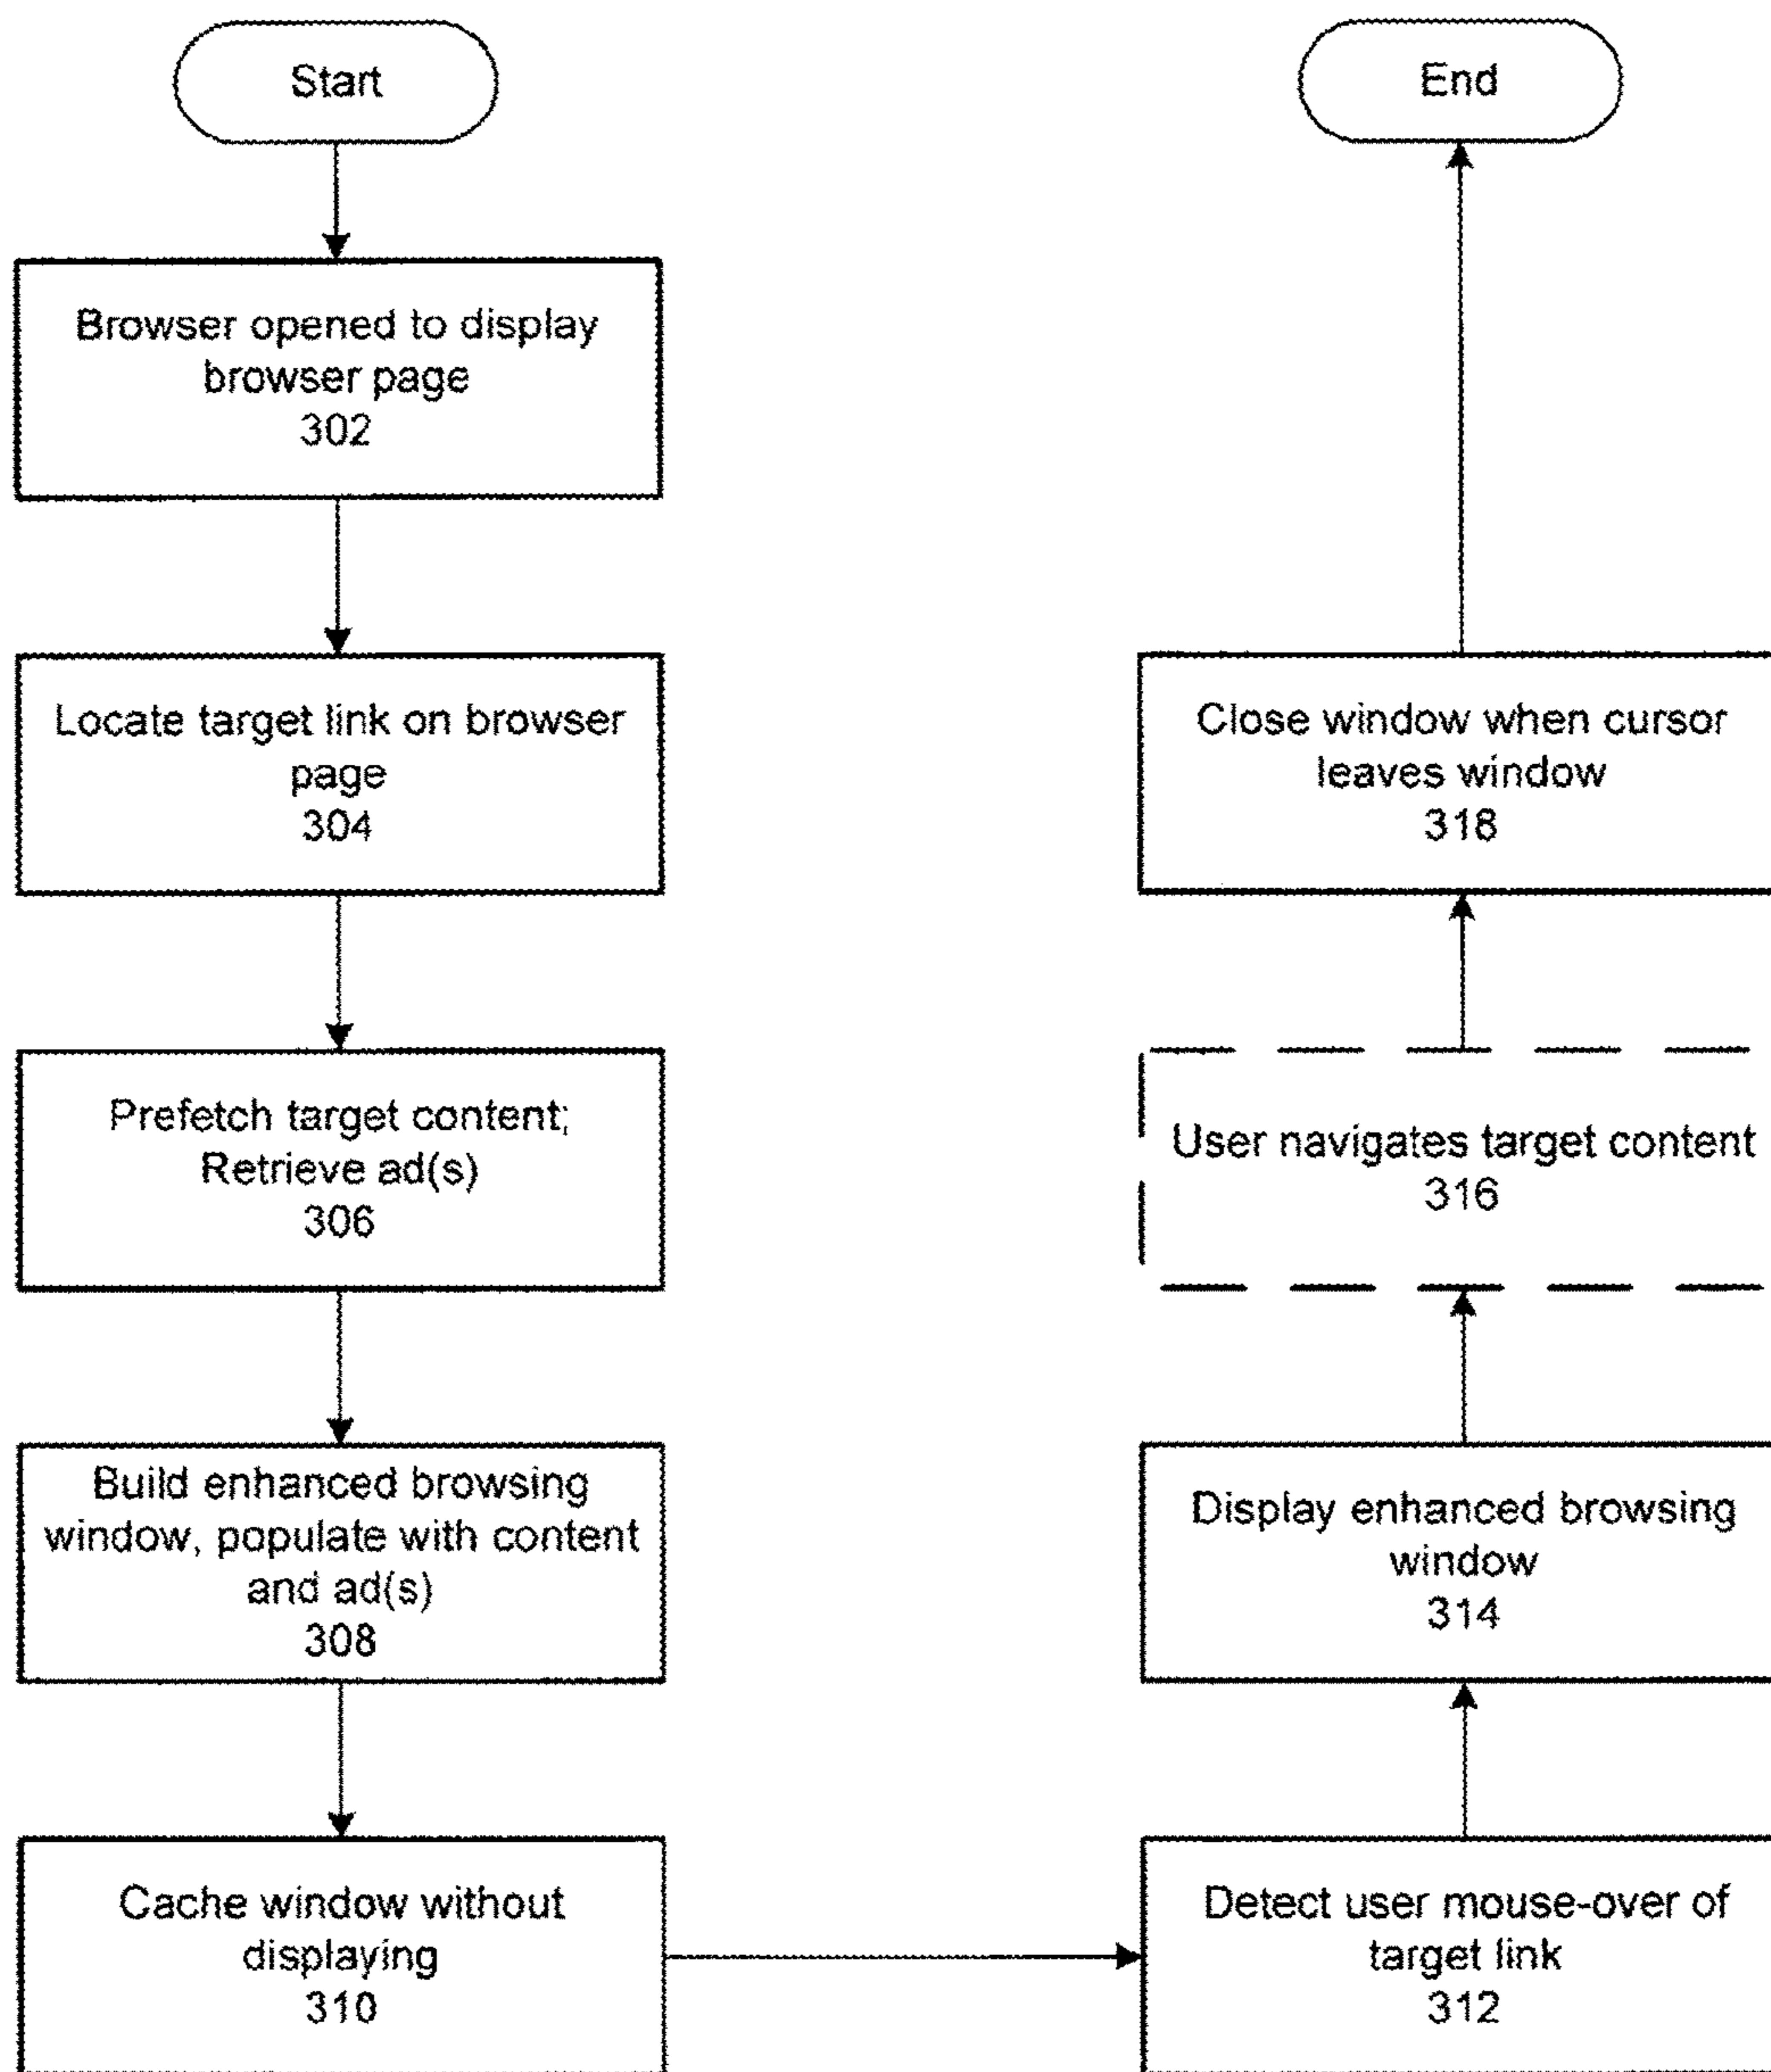 Start
Browser opened to display
browser page
302
Locate target link on browser
page
304
Prefetch target content;
Retrieve ad(s)
306
Build enhanced browsing
window, populate with content
and ad(s)
308
Cache window without
displaying
310
Detect user mouse-over of
target link
312
Display enhanced browsing
window
314
User navigates target content
316
Close window when cursor
leaves window
318
End